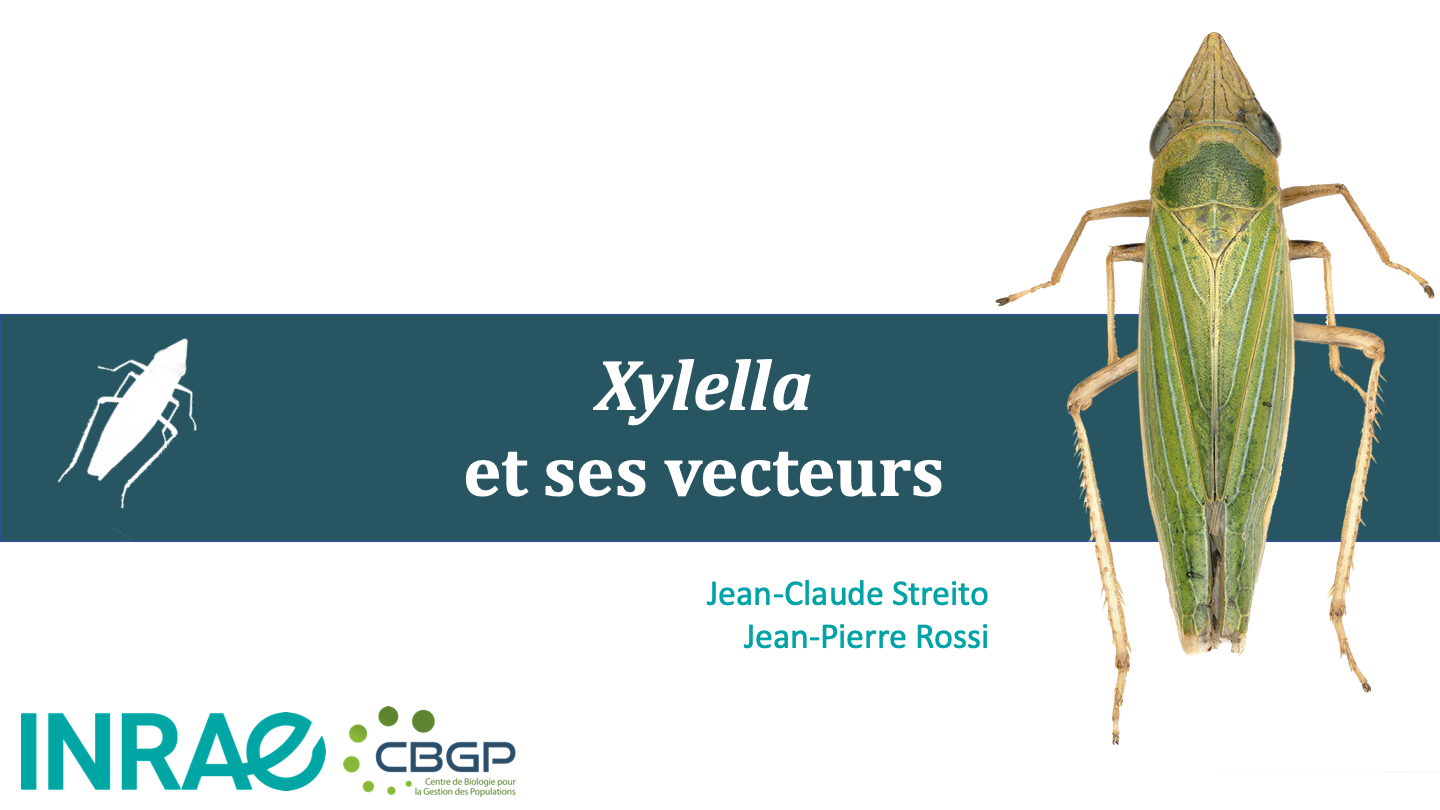 Xylella
et ses vecteurs
Jean-Claude Streito
Jean-Pierre Rossi
INRAE
CBGP
Centre de Biologie pour
la Gestion des Populations